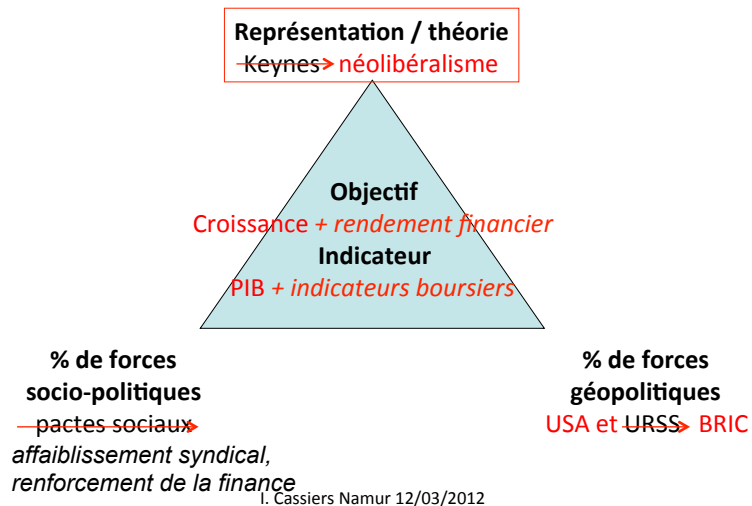 Représentation / théorie
Keynes néolibéralisme
Objectif
Croissance + rendement financier
Indicateur
PIB + indicateurs boursiers
% de forces
socio-politiques
pactes sociaux
affaiblissement syndical,
renforcement de la finance
% de forces
géopolitiques
USA et URSS BRIC
I. Cassiers Namur 12/03/2012